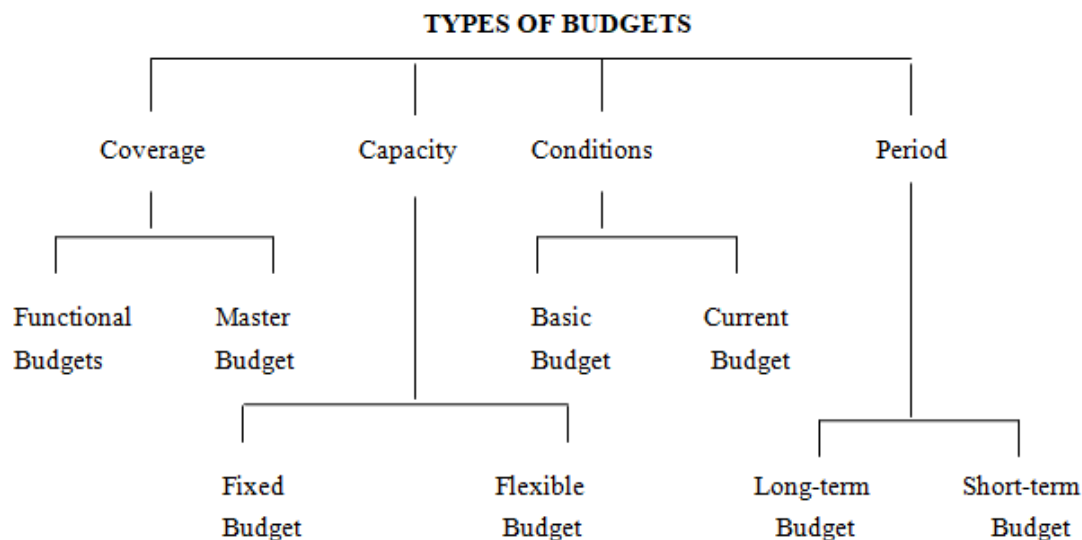 TYPES OF BUDGETS
Coverage
Capacity
Conditions
Period
Functional
Budgets
Master
Budget
Basic
Budget
Current
Budget
Fixed
Budget
Flexible
Budget
Long-term
Budget
Short-term
Budget